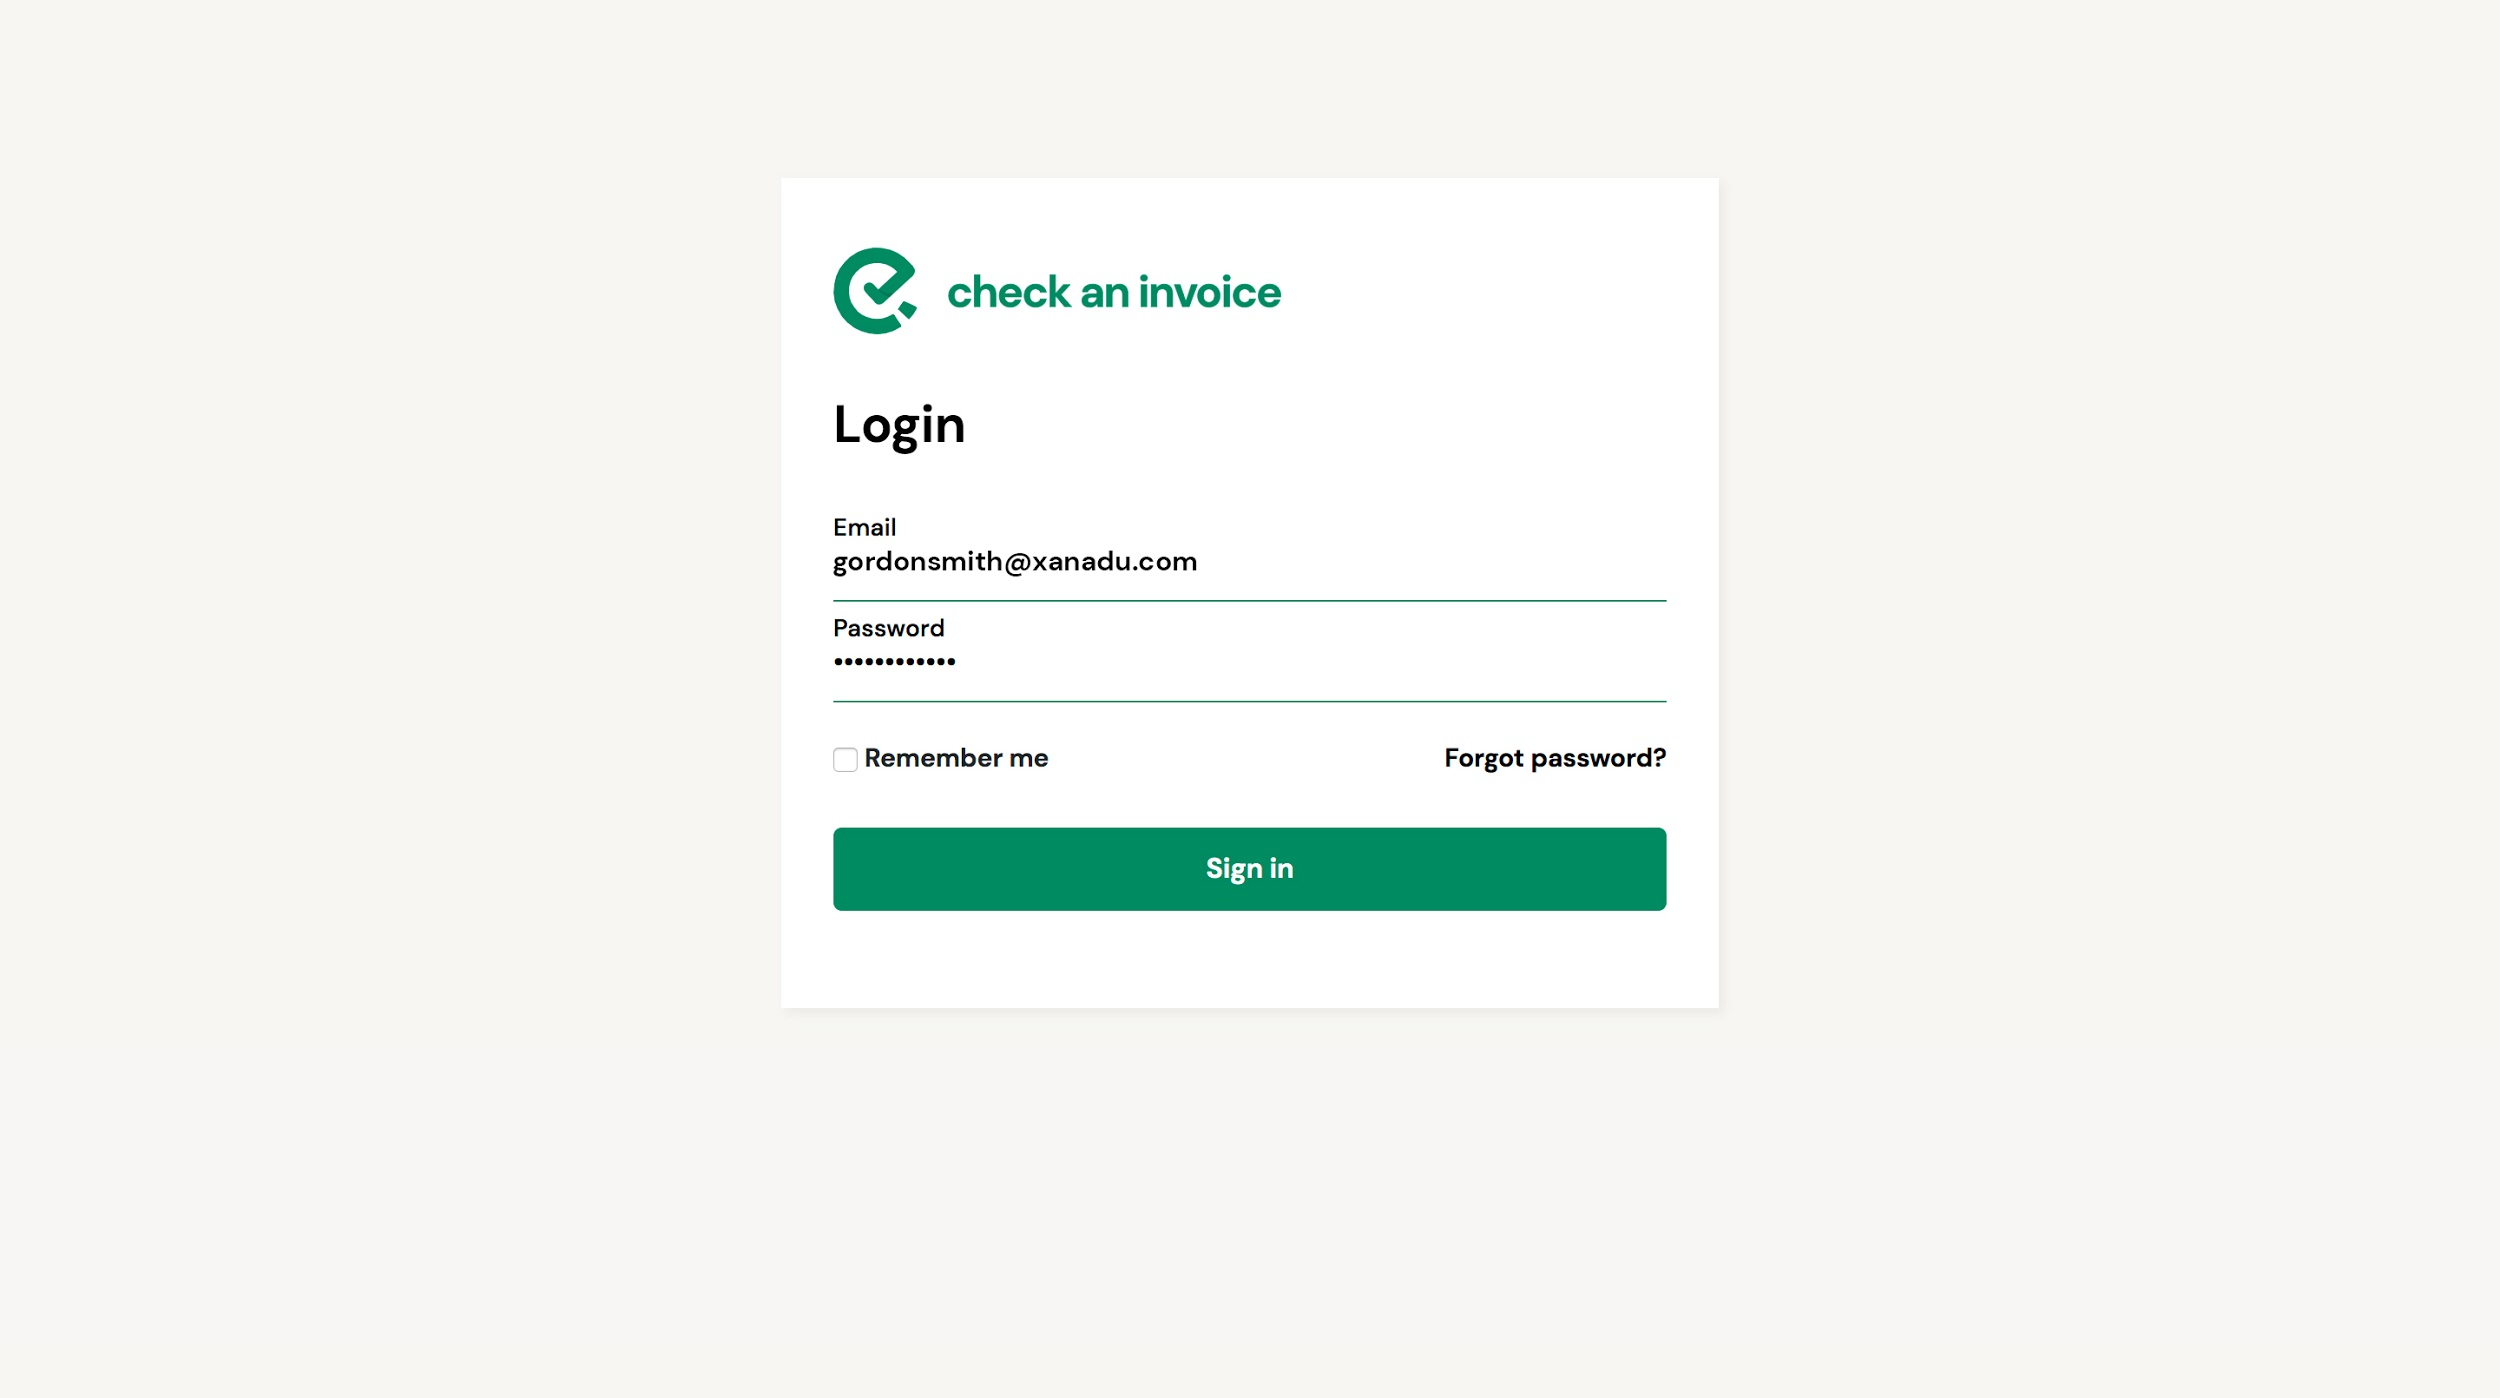 check an invoice
Login
Email
gordonsmith@xanadu.com
Password
••••••••••••
Remember me
Forgot password?
Sign in